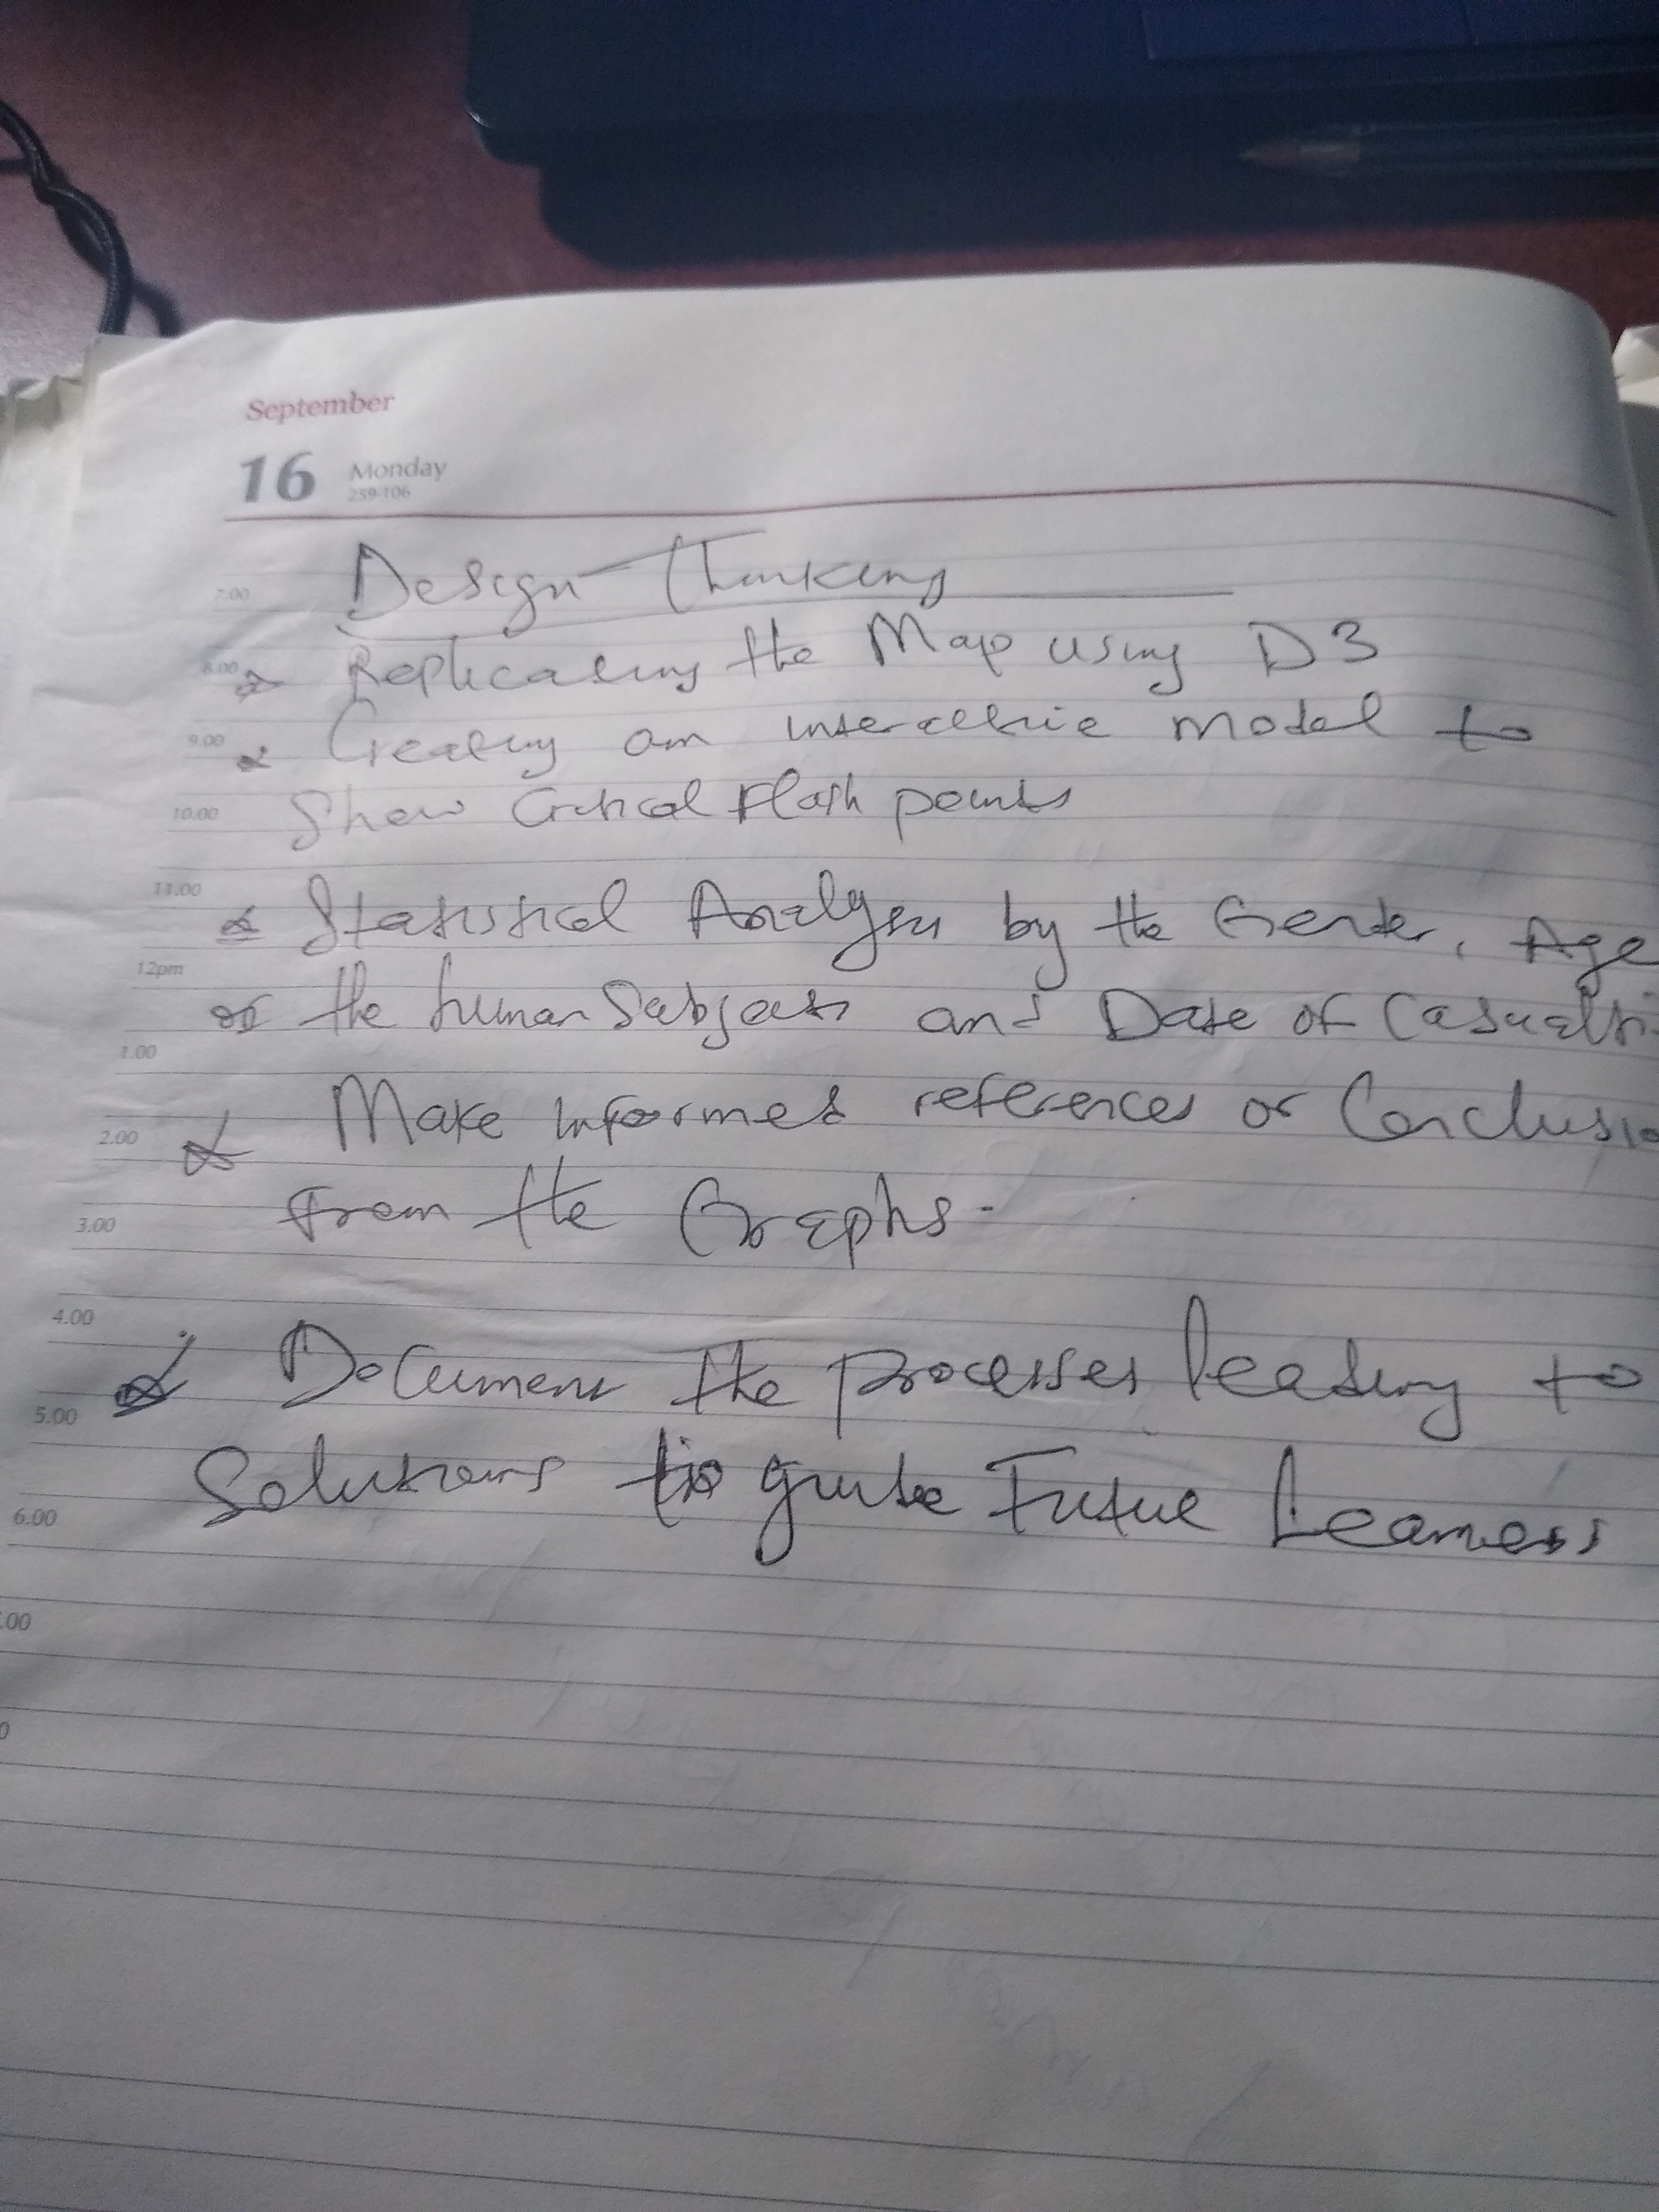 September
16 Monday
259-106
7.00 Design Thinking
8.00 Replicating the Map using D3
9.00 Creating an interactive model to
10.00 Show Critical Flash points
11.00 Statistical Analysis by the Gender, Age
12pm of the human Subjects and Date of Casualti
1.00
2.00 Make informed references or Conclusio
3.00 From the Graphs.
4.00
5.00 Document the processes leading to
Solutions to guide Future Learners
6.00
.00
0